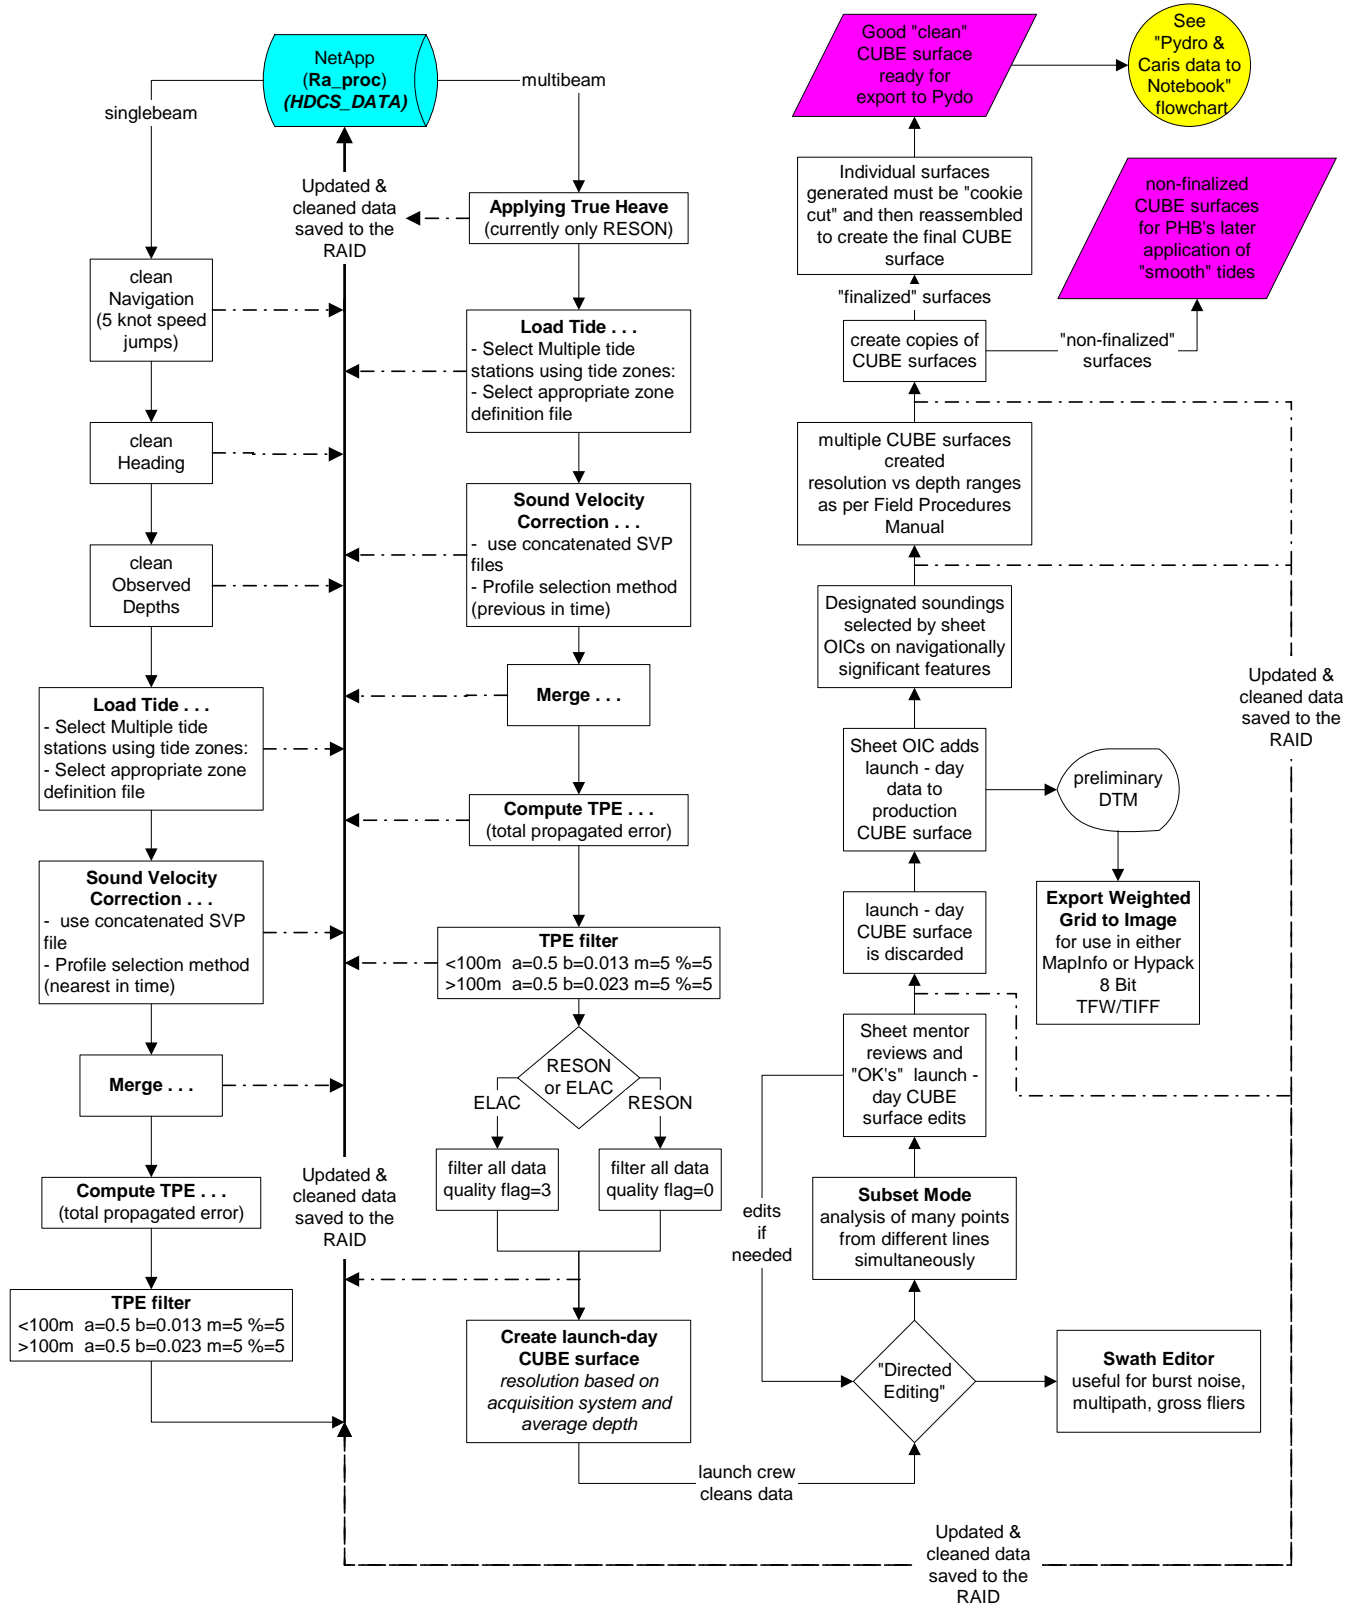 NetApp
(Ra_proc)
(HDCS_DATA)
singlebeam
multibeam
Updated &
cleaned data
saved to the
RAID
clean
Navigation
(5 knot speed
jumps)
clean
Heading
clean
Observed
Depths
Load Tide . . .
- Select Multiple tide
stations using tide zones:
- Select appropriate zone
definition file
Sound Velocity
Correction . . .
- use concatenated SVP
file
- Profile selection method
(nearest in time)
Merge . . .
Compute TPE . . .
(total propagated error)
TPE filter
<100m a=0.5 b=0.013 m=5 %=5
>100m a=0.5 b=0.023 m=5 %=5
Updated &
cleaned data
saved to the
RAID
Applying True Heave
(currently only RESON)
Load Tide . . .
- Select Multiple tide
stations using tide zones:
- Select appropriate zone
definition file
Sound Velocity
Correction . . .
- use concatenated SVP
files
- Profile selection method
(previous in time)
Merge . . .
Compute TPE . . .
(total propagated error)
TPE filter
<100m a=0.5 b=0.013 m=5 %=5
>100m a=0.5 b=0.023 m=5 %=5
RESON
or ELAC
ELAC
RESON
filter all data
quality flag=3
filter all data
quality flag=0
Create launch-day
CUBE surface
resolution based on
acquisition system and
average depth
launch crew
cleans data
"Directed
Editing"
Swath Editor
useful for burst noise,
multipath, gross fliers
edits
if
needed
Subset Mode
analysis of many points
from different lines
simultaneously
Sheet mentor
reviews and
"OK's" launch -
day CUBE
surface edits
launch - day
CUBE surface
is discarded
Sheet OIC adds
launch - day
data to
production
CUBE surface
preliminary
DTM
Export Weighted
Grid to Image
for use in either
MapInfo or Hypack
8 Bit
TFW/TIFF
Designated soundings
selected by sheet
OICs on navigationally
significant features
multiple CUBE surfaces
created
resolution vs depth ranges
as per Field Procedures
Manual
create copies of
CUBE surfaces
"finalized" surfaces
"non-finalized"
surfaces
Individual surfaces
generated must be "cookie
cut" and then reassembled
to create the final CUBE
surface
non-finalized
CUBE surfaces
for PHB's later
application of
"smooth" tides
Good "clean"
CUBE surface
ready for
export to Pydo
See
"Pydro &
Caris data to
Notebook"
flowchart
Updated &
cleaned data
saved to the
RAID
Updated &
cleaned data
saved to the
RAID